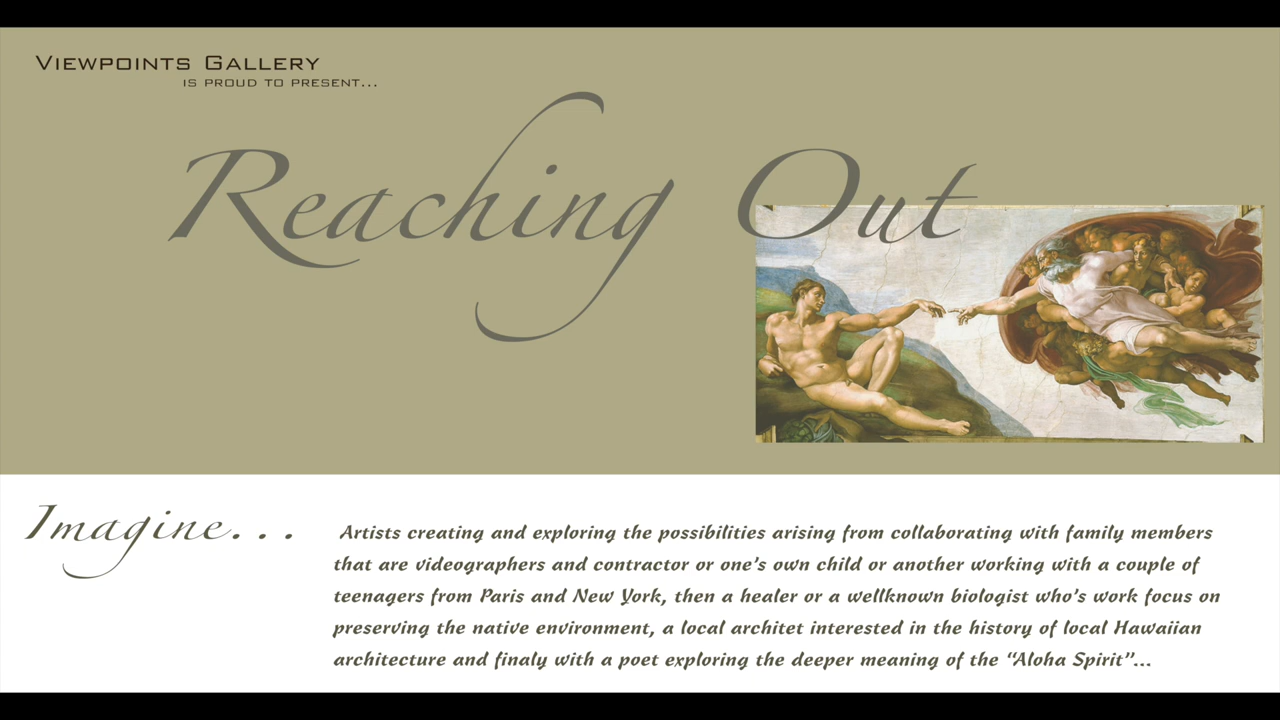 Viewpoints Gallery
is proud to present...
Reaching Out
Imagine...
Artists creating and exploring the possibilities arising from collaborating with family members
that are videographers and contractor or one’s own child or another working with a couple of
teenagers from Paris and New York, then a healer or a wellknown biologist who’s work focus on
preserving the native environment, a local architet interested in the history of local Hawaiian
architecture and finaly with a poet exploring the deeper meaning of the “Aloha Spirit”...